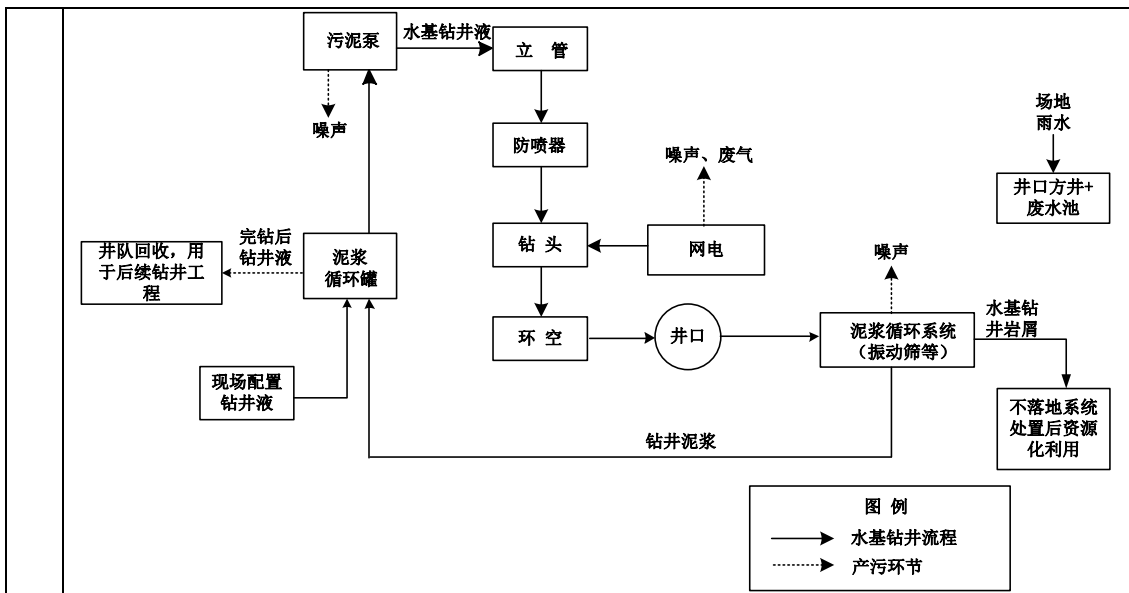 污泥泵
水基钻井液
立 管
噪声
防喷器
噪声、废气
场地
雨水
井口方井+
废水池
钻 头
网电
完钻后
钻井液
井队回收，用
于后续钻井工
程
泥浆
循环罐
噪声
环 空
井口
泥浆循环系统
（振动筛等）
水基钻
井岩屑
现场配置
钻井液
不落地系统
处置后资源
化利用
钻井泥浆
图 例
水基钻井流程
产污环节